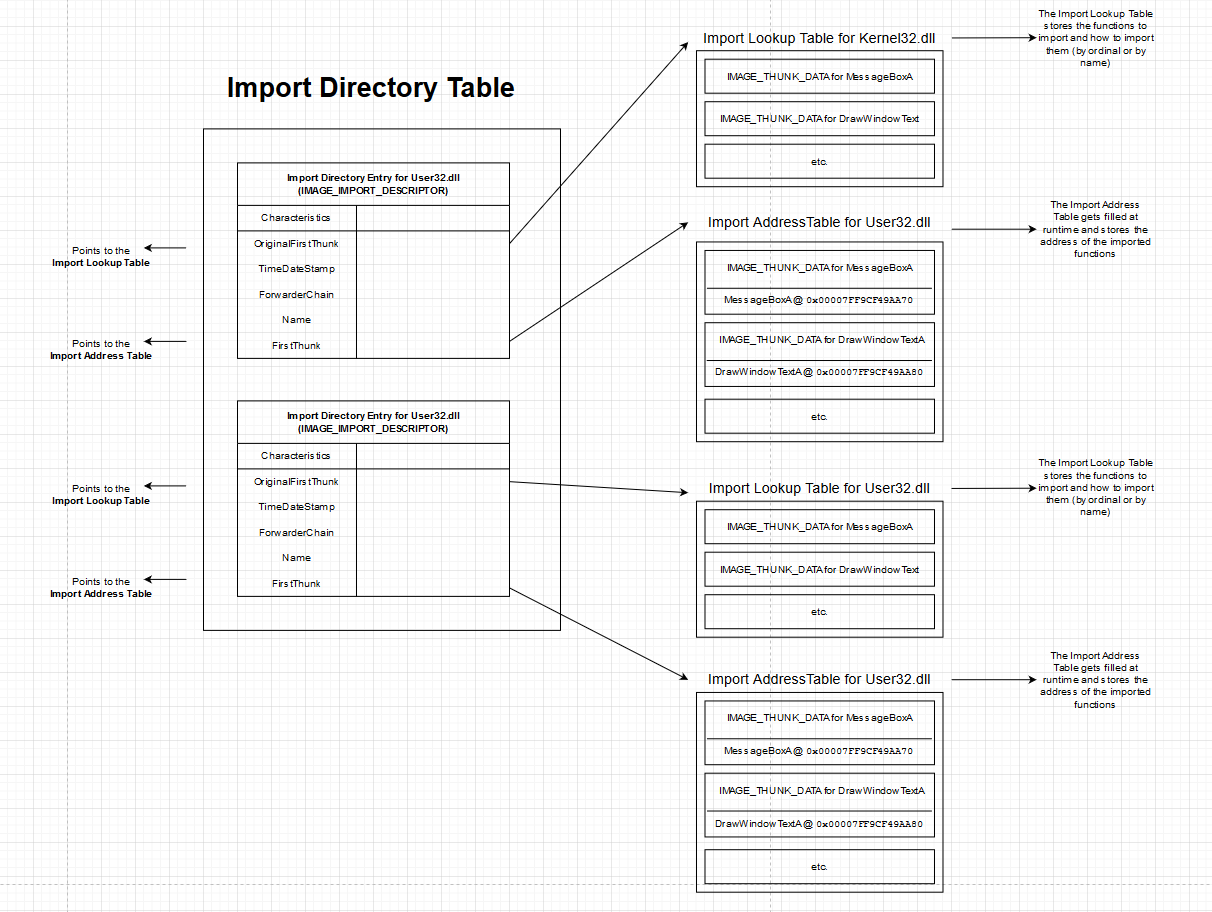 Import Directory Table
Import Directory Entry for User32.dll
(IMAGE_IMPORT_DESCRIPTOR)
Characteristics
OriginalFirstThunk
TimeDateStamp
ForwarderChain
Name
FirstThunk
Points to the
Import Lookup Table
Points to the
Import Address Table
Import Directory Entry for User32.dll
(IMAGE_IMPORT_DESCRIPTOR)
Characteristics
OriginalFirstThunk
TimeDateStamp
ForwarderChain
Name
FirstThunk
Points to the
Import Lookup Table
Points to the
Import Address Table
Import Lookup Table for Kernel32.dll
IMAGE_THUNK_DATA for MessageBoxA
IMAGE_THUNK_DATA for DrawWindowText
etc.
The Import Lookup Table
stores the functions to
import and how to import
them (by ordinal or by
name)
Import AddressTable for User32.dll
IMAGE_THUNK_DATA for MessageBoxA
MessageBoxA @ 0x00007FF9CF49AA70
IMAGE_THUNK_DATA for DrawWindowTextA
DrawWindowTextA @ 0x00007FF9CF49AA80
etc.
The Import Address
Table gets filled at
runtime and stores the
address of the imported
functions
Import Lookup Table for User32.dll
IMAGE_THUNK_DATA for MessageBoxA
IMAGE_THUNK_DATA for DrawWindowText
etc.
The Import Lookup Table
stores the functions to
import and how to import
them (by ordinal or by
name)
Import AddressTable for User32.dll
IMAGE_THUNK_DATA for MessageBoxA
MessageBoxA @ 0x00007FF9CF49AA70
IMAGE_THUNK_DATA for DrawWindowTextA
DrawWindowTextA @ 0x00007FF9CF49AA80
etc.
The Import Address
Table gets filled at
runtime and stores the
address of the imported
functions